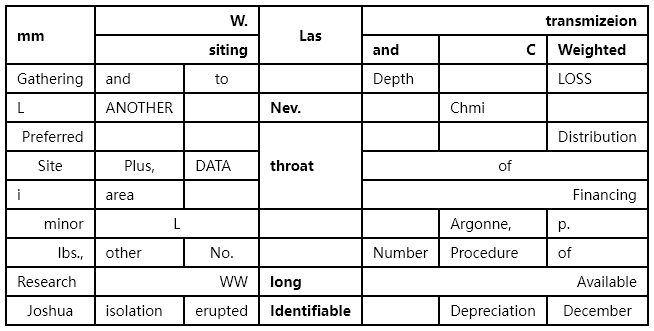 mm W. Las transmizeion
siting and C Weighted
Gathering and to Depth LOSS
L ANOTHER Nev. Chmi
Preferred throat Distribution
Site Plus, DATA of
i area Financing
minor L Argonne, p.
lbs., other No. Number Procedure of
Research WW long Available
Joshua isolation erupted Identifiable Depreciation December